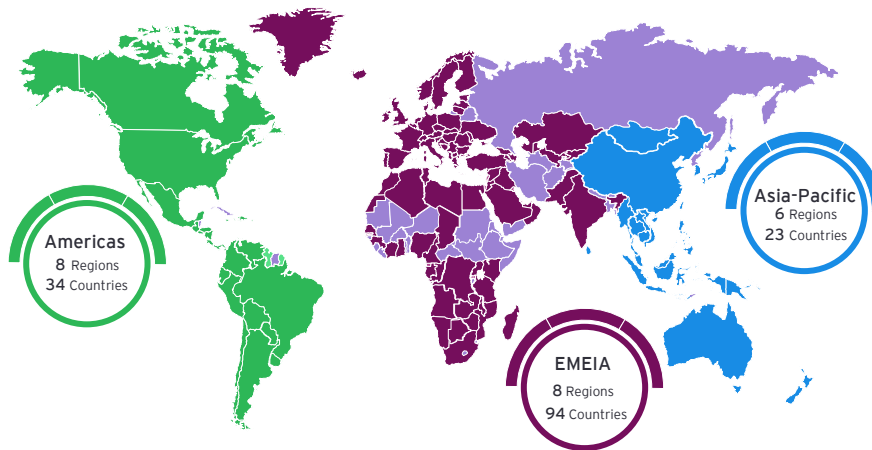 Americas
8 Regions
34 Countries
EMEIA
8 Regions
94 Countries
Asia-Pacific
6 Regions
23 Countries